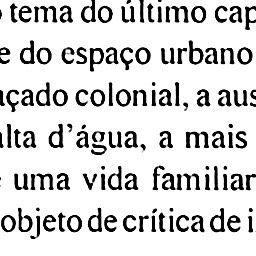 tema do último cap
e do espaço urbano
açado colonial, a aus
alta d'água, a mais
uma vida familiar
objeto de crítica de i